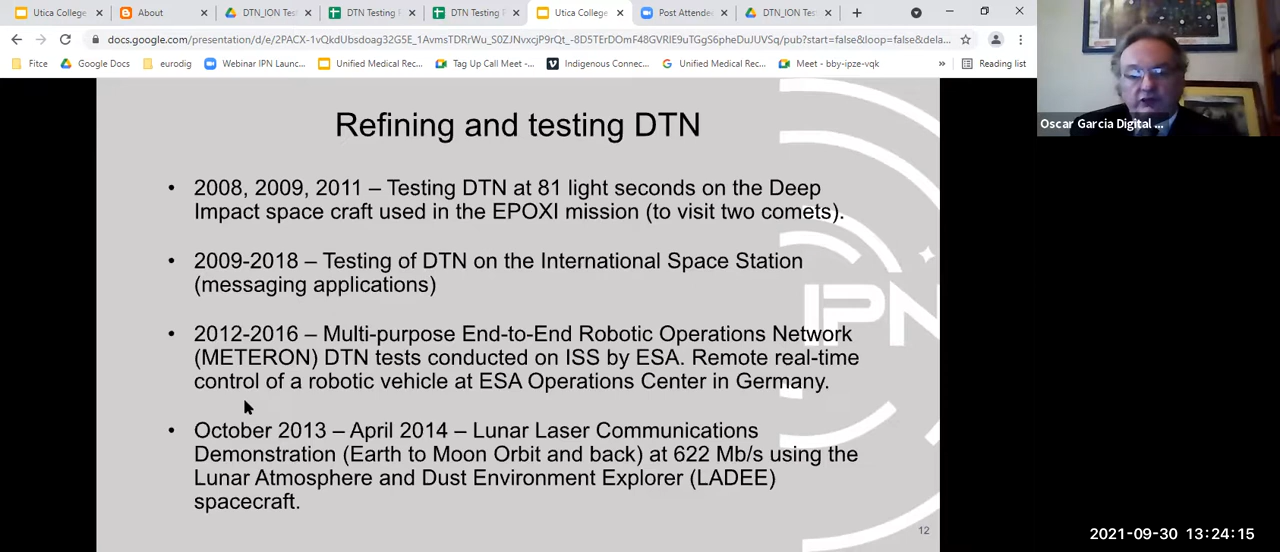 Utica College
About
DTN_ION Tes
DTN Testing F
DTN Testing E
Utica College
Post Attende
DTN_ION Tes
docs.google.com/presentation/d/e/2PACX-1vQkdUbsdoag32G5E_1AvmsTDRrWu_S0ZJNvxcjP9rQt_-8D5TErDOmF48GVRIE9uTGgS6pheDuJUVSq/pub?start=false&loop=false&dela...
Fitce
Google Docs
eurodig
Webinar IPN Launc...
Unified Medical Rec...
Tag Up Call Meet -...
Indigenous Connec...
Unified Medical Rec...
Meet - bby-ipze-vqk
»
Reading list
Oscar Garcia Digital ...
Refining and testing DTN
• 2008, 2009, 2011 – Testing DTN at 81 light seconds on the Deep
Impact space craft used in the EPOXI mission (to visit two comets).
• 2009-2018 – Testing of DTN on the International Space Station
(messaging applications)
• 2012-2016 – Multi-purpose End-to-End Robotic Operations Network
(METERON) DTN tests conducted on ISS by ESA. Remote real-time
control of a robotic vehicle at ESA Operations Center in Germany.
• October 2013 – April 2014 – Lunar Laser Communications
Demonstration (Earth to Moon Orbit and back) at 622 Mb/s using the
Lunar Atmosphere and Dust Environment Explorer (LADEE)
spacecraft.
IPN
12
2021-09-30 13:24:15